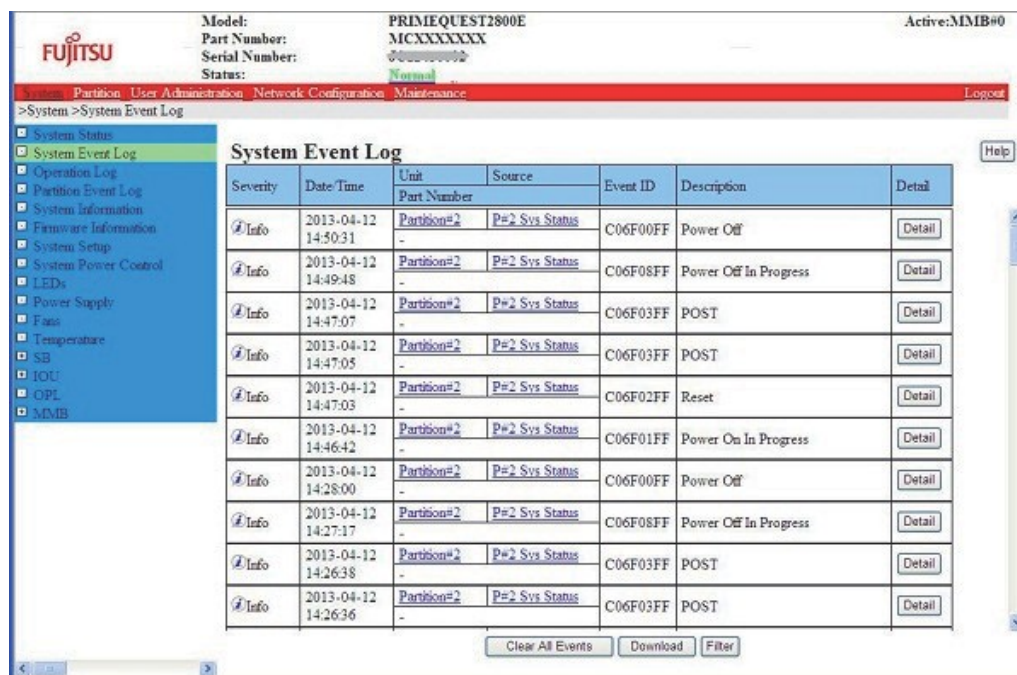 FUJITSU
Model: PRIMEQUEST2800E Active:MMB#0
Part Number: MCXXXXXXX
Serial Number:
Status: Normal
System Partition User Administration Network Configuration Maintenance Logout
>System >System Event Log
System Status
System Event Log
Operation Log
Partition Event Log
System Information
Firmware Information
System Setup
System Power Control
LEDs
Power Supply
Fans
Temperature
SB
IOU
OPL
MMB
System Event Log Help
Severity Date/Time Unit Source Event ID Description Detail
Part Number
Info 2013-04-12 14:50:31 Partition#2 P#2 Sys Status C06F00FF Power Off Detail
-
Info 2013-04-12 14:49:48 Partition#2 P#2 Sys Status C06F08FF Power Off In Progress Detail
-
Info 2013-04-12 14:47:07 Partition#2 P#2 Sys Status C06F03FF POST Detail
-
Info 2013-04-12 14:47:05 Partition#2 P#2 Sys Status C06F03FF POST Detail
-
Info 2013-04-12 14:47:03 Partition#2 P#2 Sys Status C06F02FF Reset Detail
-
Info 2013-04-12 14:46:42 Partition#2 P#2 Sys Status C06F01FF Power On In Progress Detail
-
Info 2013-04-12 14:28:00 Partition#2 P#2 Sys Status C06F00FF Power Off Detail
-
Info 2013-04-12 14:27:17 Partition#2 P#2 Sys Status C06F08FF Power Off In Progress Detail
-
Info 2013-04-12 14:26:38 Partition#2 P#2 Sys Status C06F03FF POST Detail
-
Info 2013-04-12 14:26:36 Partition#2 P#2 Sys Status C06F03FF POST Detail
-
Clear All Events Download Filter